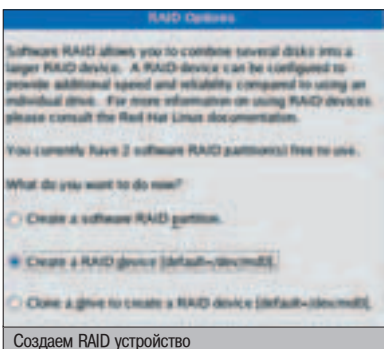 RAID Options
Software RAID allows you to combine several disks into a
larger RAID device. A RAID device can be configured to
provide additional speed and reliability compared to using an
individual drive. For more information on using RAID devices
please consult the Red Hat Linux documentation.
You currently have 2 software RAID partition(s) free to use.
What do you want to do now?
Create a software RAID partition.
Create a RAID device [default=/dev/md0].
Clone a drive to create a RAID device [default=/dev/md0].
Создаем RAID устройство